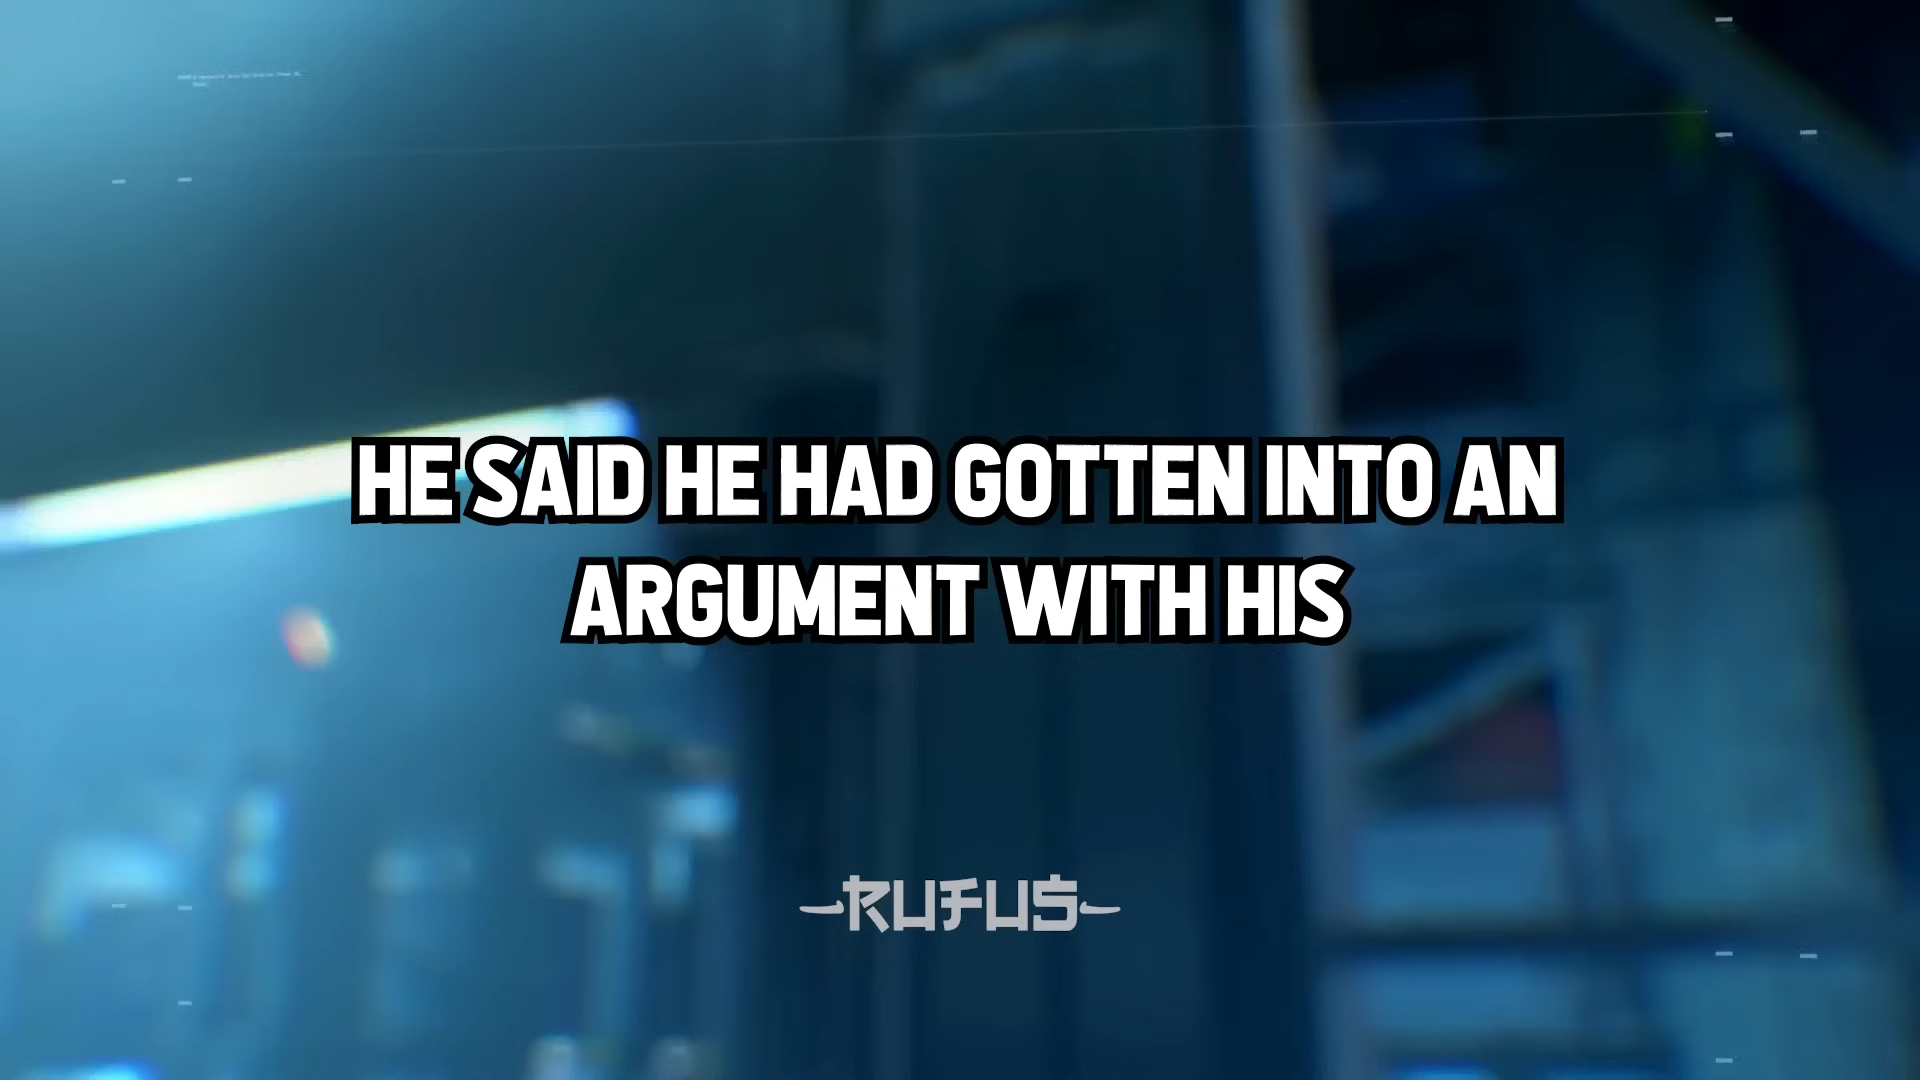 HE SAID HE HAD GOTTEN INTO AN
ARGUMENT WITH HIS
RUFUS